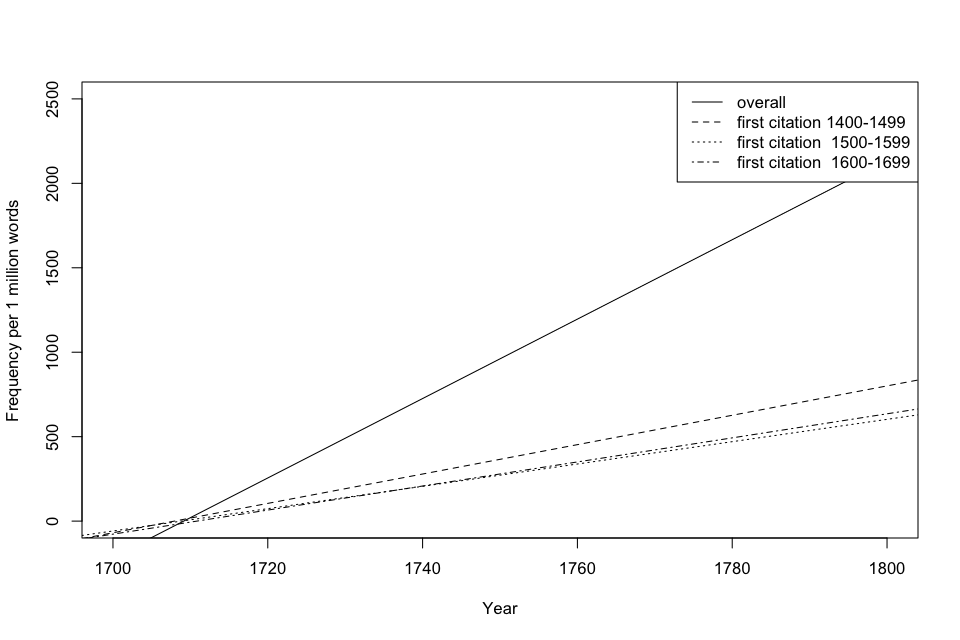 overall
first citation 1400-1499
first citation  1500-1599
first citation  1600-1699
Frequency per 1 million words
2500
2000
1500
1000
500
0
1700 1720 1740 1760 1780 1800
Year